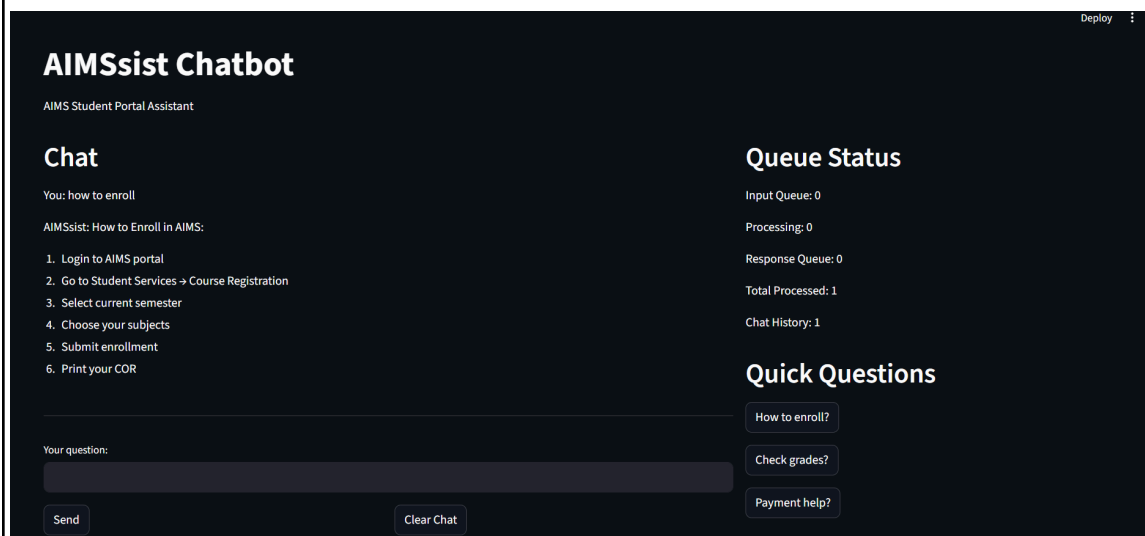 Deploy
AIMSsist Chatbot
AIMS Student Portal Assistant
Chat
You: how to enroll
AIMSsist: How to Enroll in AIMS:
1. Login to AIMS portal
2. Go to Student Services → Course Registration
3. Select current semester
4. Choose your subjects
5. Submit enrollment
6. Print your COR
Your question:
Send
Clear Chat
Queue Status
Input Queue: 0
Processing: 0
Response Queue: 0
Total Processed: 1
Chat History: 1
Quick Questions
How to enroll?
Check grades?
Payment help?